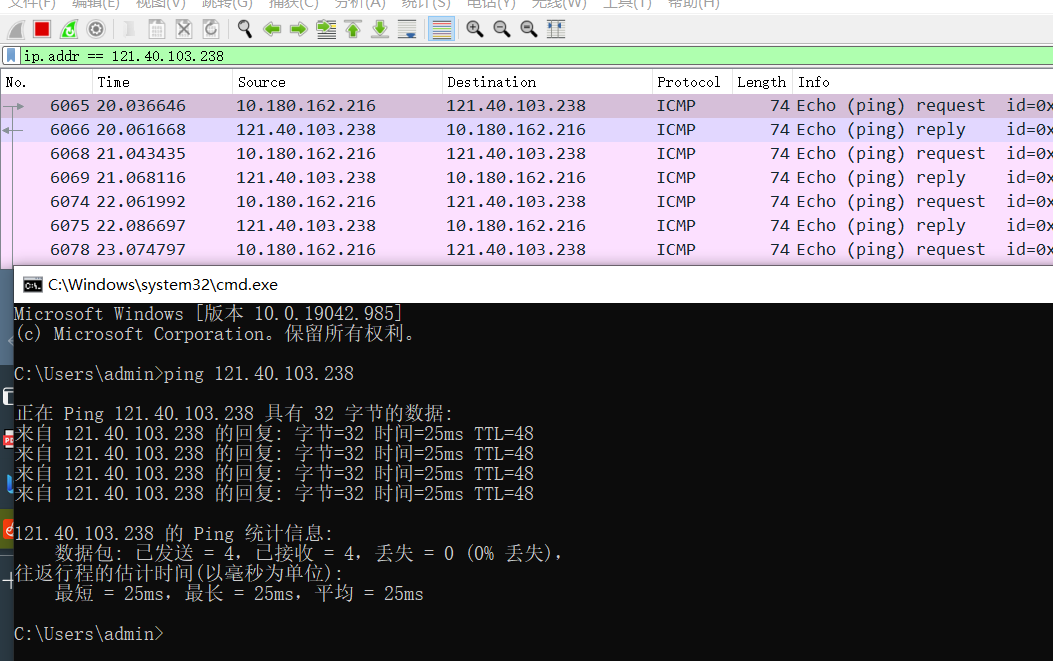 文件(F) 编辑(E) 视图(V) 跳转(G) 捕获(C) 分析(A) 统计(S) 电话(Y) 无线(W) 工具(T) 帮助(H)
ip.addr == 121.40.103.238
No. Time Source Destination Protocol Length Info
6065 20.036646 10.180.162.216 121.40.103.238 ICMP 74 Echo (ping) request id=0x
6066 20.061668 121.40.103.238 10.180.162.216 ICMP 74 Echo (ping) reply id=0x
6068 21.043435 10.180.162.216 121.40.103.238 ICMP 74 Echo (ping) request id=0x
6069 21.068116 121.40.103.238 10.180.162.216 ICMP 74 Echo (ping) reply id=0x
6074 22.061992 10.180.162.216 121.40.103.238 ICMP 74 Echo (ping) request id=0x
6075 22.086697 121.40.103.238 10.180.162.216 ICMP 74 Echo (ping) reply id=0x
6078 23.074797 10.180.162.216 121.40.103.238 ICMP 74 Echo (ping) request id=0x
C:\Windows\system32\cmd.exe
Microsoft Windows [版本 10.0.19042.985]
(c) Microsoft Corporation。保留所有权利。
C:\Users\admin>ping 121.40.103.238
正在 Ping 121.40.103.238 具有 32 字节的数据:
来自 121.40.103.238 的回复: 字节=32 时间=25ms TTL=48
来自 121.40.103.238 的回复: 字节=32 时间=25ms TTL=48
来自 121.40.103.238 的回复: 字节=32 时间=25ms TTL=48
来自 121.40.103.238 的回复: 字节=32 时间=25ms TTL=48
121.40.103.238 的 Ping 统计信息:
数据包: 已发送 = 4，已接收 = 4，丢失 = 0 (0% 丢失)，
往返行程的估计时间(以毫秒为单位):
最短 = 25ms，最长 = 25ms，平均 = 25ms
C:\Users\admin>